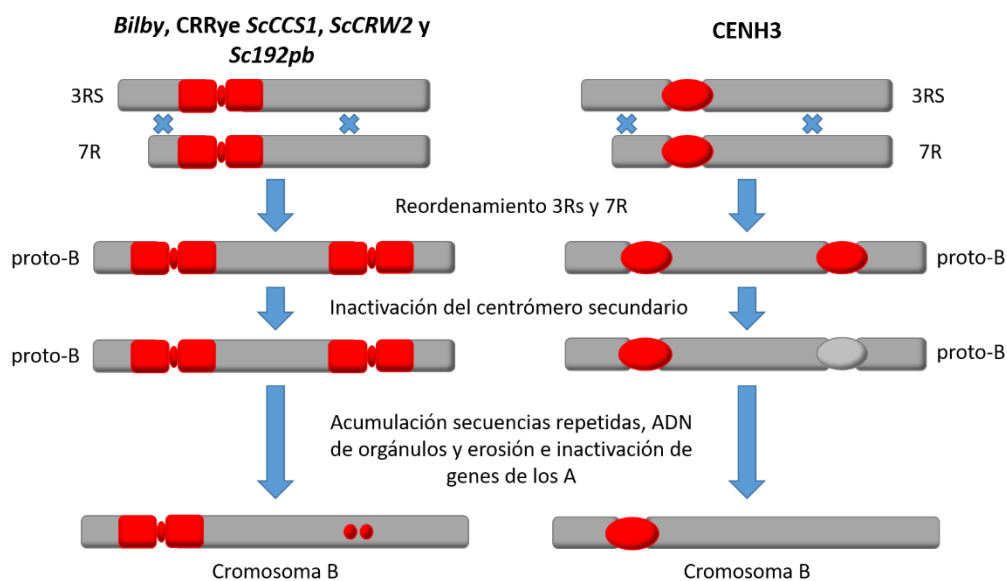 Bilby, CRRye ScCCS1, ScCRW2 y
Sc192pb
CENH3
3RS
3RS
7R
7R
Reordenamiento 3Rs y 7R
proto-B
proto-B
Inactivación del centrómero secundario
proto-B
proto-B
Acumulación secuencias repetidas, ADN
de orgánulos y erosión e inactivación de
genes de los A
Cromosoma B
Cromosoma B